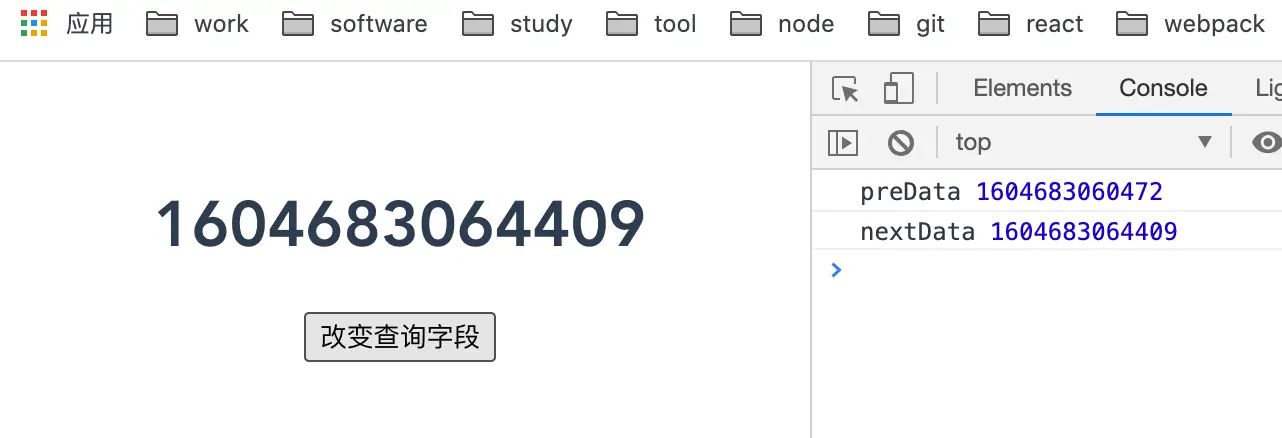 应用 work software study tool node git react webpack
Elements Console
top
1604683064409
改变查询字段
preData 1604683060472
nextData 1604683064409